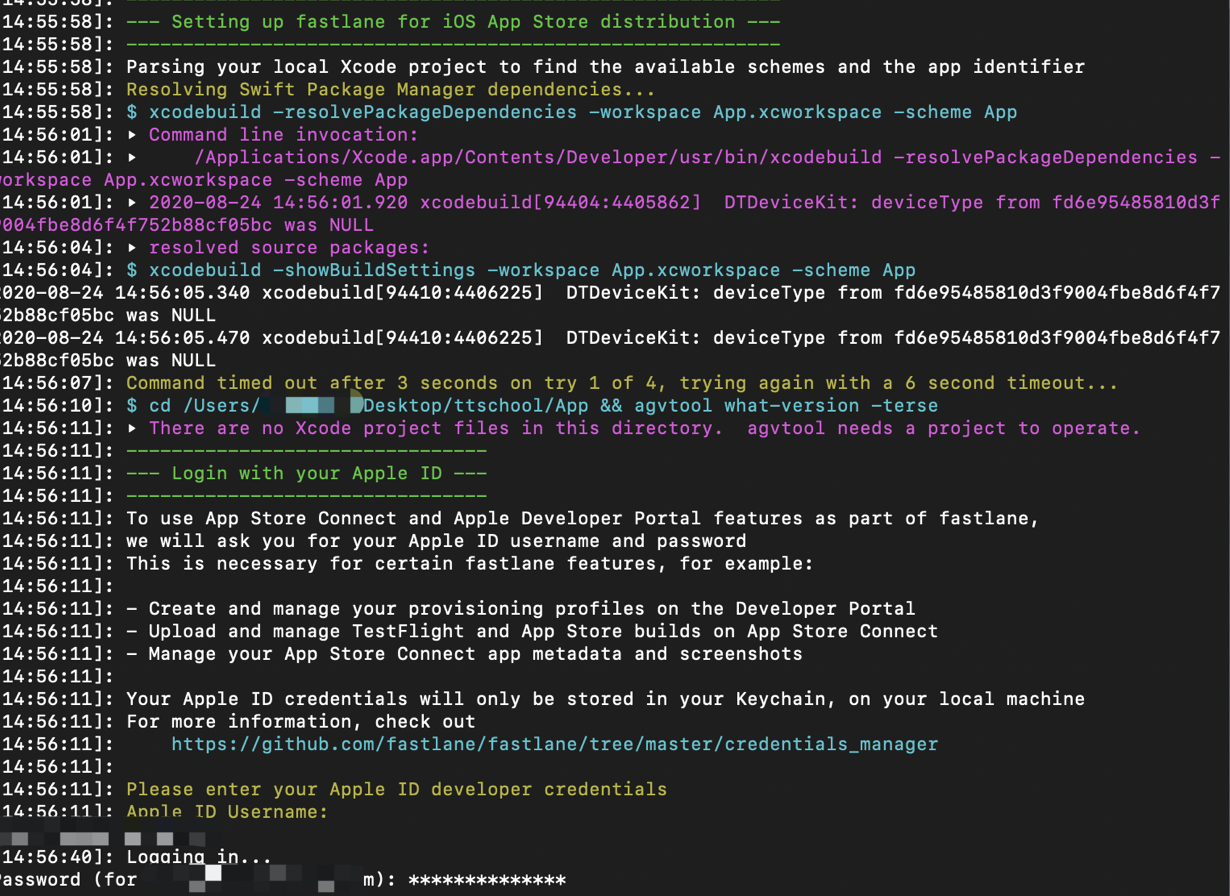 14:55:58]: --------------------------------------------------------
14:55:58]: --- Setting up fastlane for iOS App Store distribution ---
14:55:58]: ----------------------------------------------------------
14:55:58]: Parsing your local Xcode project to find the available schemes and the app identifier
14:55:58]: Resolving Swift Package Manager dependencies...
14:55:58]: $ xcodebuild -resolvePackageDependencies -workspace App.xcworkspace -scheme App
14:56:01]: ▸ Command line invocation:
14:56:01]: ▸     /Applications/Xcode.app/Contents/Developer/usr/bin/xcodebuild -resolvePackageDependencies -
workspace App.xcworkspace -scheme App
14:56:01]: ▸ 2020-08-24 14:56:01.920 xcodebuild[94404:4405862]  DTDeviceKit: deviceType from fd6e95485810d3f
9004fbe8d6f4f752b88cf05bc was NULL
14:56:04]: ▸ resolved source packages:
14:56:04]: $ xcodebuild -showBuildSettings -workspace App.xcworkspace -scheme App
2020-08-24 14:56:05.340 xcodebuild[94410:4406225]  DTDeviceKit: deviceType from fd6e95485810d3f9004fbe8d6f4f7
52b88cf05bc was NULL
2020-08-24 14:56:05.470 xcodebuild[94410:4406225]  DTDeviceKit: deviceType from fd6e95485810d3f9004fbe8d6f4f7
52b88cf05bc was NULL
14:56:07]: Command timed out after 3 seconds on try 1 of 4, trying again with a 6 second timeout...
14:56:10]: $ cd /Users/ Desktop/ttschool/App && agvtool what-version -terse
14:56:11]: ▸ There are no Xcode project files in this directory.  agvtool needs a project to operate.
14:56:11]: --------------------------------
14:56:11]: --- Login with your Apple ID ---
14:56:11]: --------------------------------
14:56:11]: To use App Store Connect and Apple Developer Portal features as part of fastlane,
14:56:11]: we will ask you for your Apple ID username and password
14:56:11]: This is necessary for certain fastlane features, for example:
14:56:11]:
14:56:11]: - Create and manage your provisioning profiles on the Developer Portal
14:56:11]: - Upload and manage TestFlight and App Store builds on App Store Connect
14:56:11]: - Manage your App Store Connect app metadata and screenshots
14:56:11]:
14:56:11]: Your Apple ID credentials will only be stored in your Keychain, on your local machine
14:56:11]: For more information, check out
14:56:11]:     https://github.com/fastlane/fastlane/tree/master/credentials_manager
14:56:11]:
14:56:11]: Please enter your Apple ID developer credentials
14:56:11]: Apple ID Username:
14:56:40]: Logging in...
Password (for m): **************